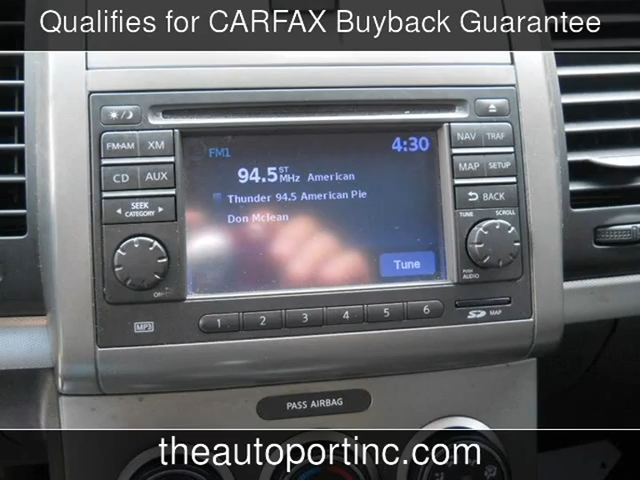 Qualifies for CARFAX Buyback Guarantee
FM1
4:30
94.5 ST MHz American
Thunder 94.5 American Pie
Don Mclean
Tune
FM•AM
XM
CD
AUX
SEEK
CATEGORY
NAV
TRAF
MAP
SETUP
BACK
TUNE
SCROLL
PUSH
AUDIO
MP3
1
2
3
4
5
6
SD
MAP
PASS AIRBAG
theautoportinc.com